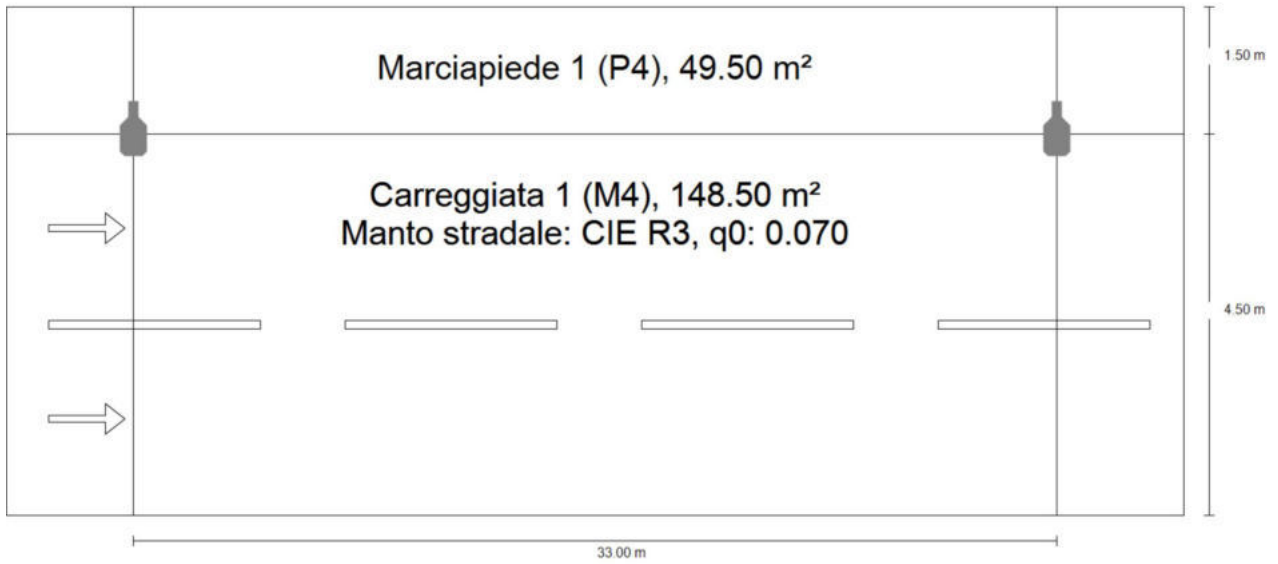 Marciapiede 1 (P4), 49.50 m²
1.50 m
Carreggiata 1 (M4), 148.50 m²
Manto stradale: CIE R3, q0: 0.070
4.50 m
33.00 m